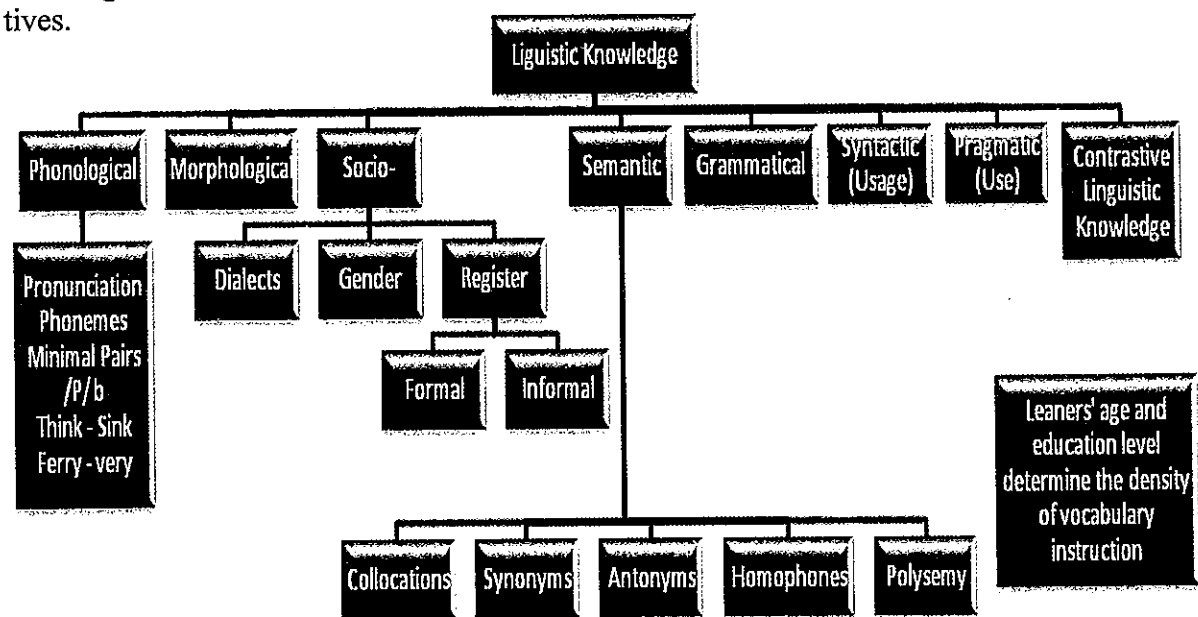 tives.
Liguistic Knowledge
Phonological
Morphological
Socio-
Semantic
Grammatical
Syntactic
(Usage)
Pragmatic
(Use)
Contrastive
Linguistic
Knowledge
Pronunciation
Phonemes
Minimal Pairs
/P/ b
Think - Sink
Ferry - very
Dialects
Gender
Register
Formal
Informal
Leaners' age and
education level
determine the density
of vocabulary
instruction
Collocations
Synonyms
Antonyms
Homophones
Polysemy